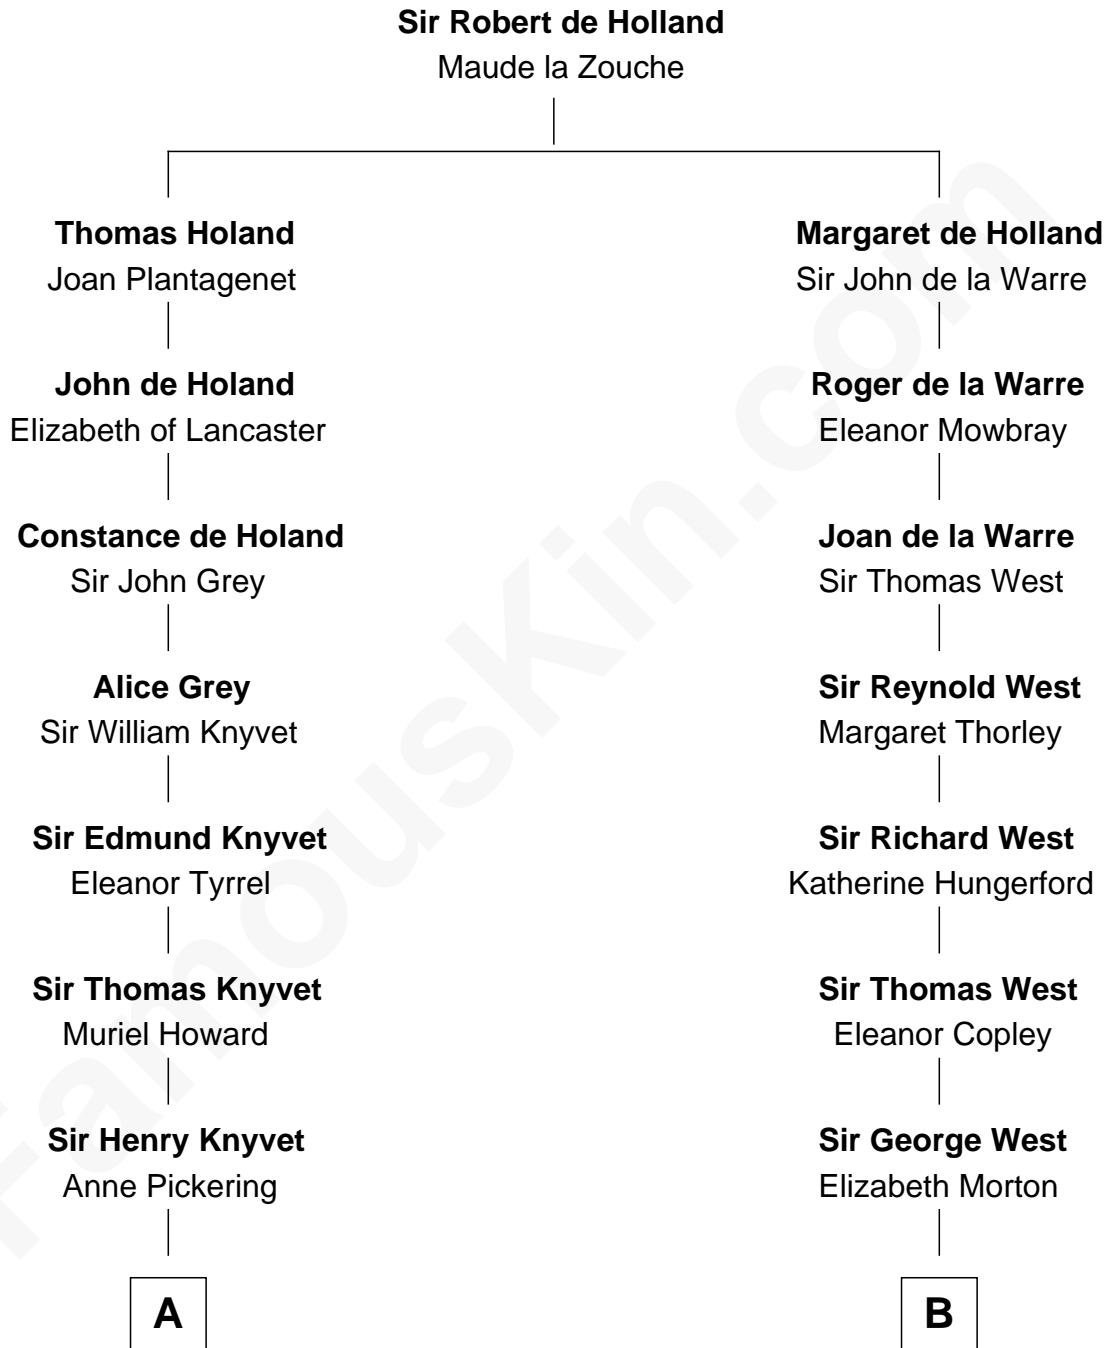 Sir Robert de Holland
Maude la Zouche
Thomas Holand
Joan Plantagenet
Margaret de Holland
Sir John de la Warre
John de Holand
Elizabeth of Lancaster
Roger de la Warre
Eleanor Mowbray
Constance de Holand
Sir John Grey
Joan de la Warre
Sir Thomas West
Alice Grey
Sir William Knyvet
Sir Reynold West
Margaret Thorley
Sir Edmund Knyvet
Eleanor Tyrrel
Sir Richard West
Katherine Hungerford
Sir Thomas Knyvet
Muriel Howard
Sir Thomas West
Eleanor Copley
Sir Henry Knyvet
Anne Pickering
Sir George West
Elizabeth Morton
A
B
FamousKin.com